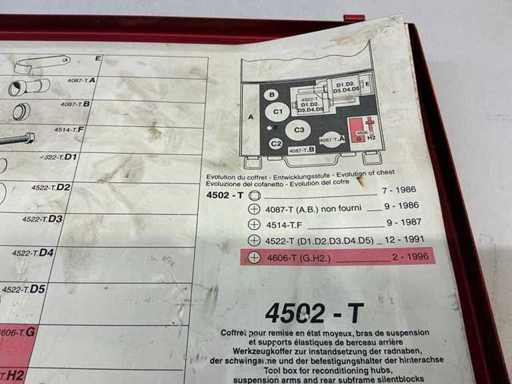 E
4087-T.A
4087-T.B
4514-T.F
4522-T.D2
4522-T.D3
4522-T.D4
4522-T.D5
D1.D2.
D3.D4.D5
E
4522-T
D1.D2.
D3.D4.D5
B
A
C1
C3
C2
4087-T.A
4087-T.B
G
H2
Evolution du coffret - Entwicklungsstufe - Evolution of chest
Evoluzione del cofanetto - Evolution del cofre
4502 - T 7 - 1986
4087-T (A.B.) non fourni 9 - 1986
4514-T.F 9 - 1987
4522-T (D1.D2.D3.D4.D5) 12 - 1991
4606-T (G.H2.) 2 - 1996
4502 - T
Coffret pour remise en état moyeux, bras de suspension
et supports élastiques de berceau arrière
Werkzeugkoffer zur instandsetzung der radnaben,
der schwingarme und der befestigungshalter der hinterachse
Tool box for reconditioning hubs,
suspension arms and rear subframe silentblocks
4606-T.G
H2